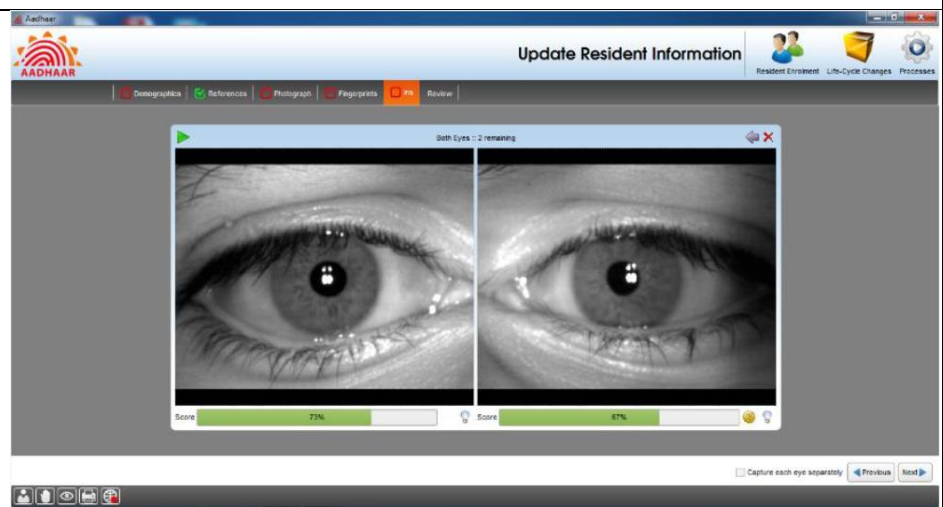 Aadhaar
AADHAAR
Update Resident Information
Resident Enrolment Life-Cycle Changes Processes
Demographics References Photograph Fingerprints Iris Review
Both Eyes :: 2 remaining
Score 73% Score 67%
Capture each eye separately Previous Next